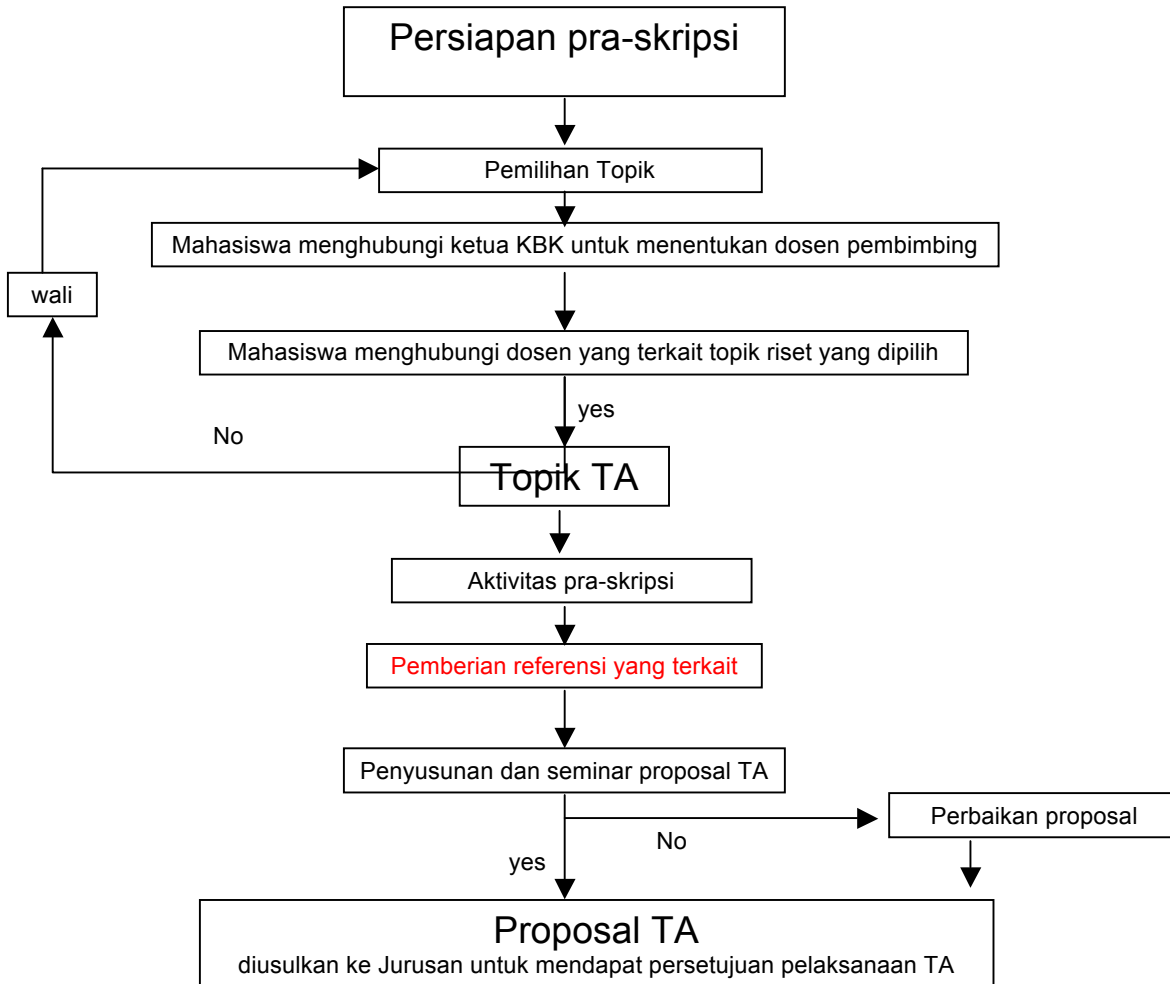 Persiapan pra-skripsi
Pemilihan Topik
Mahasiswa menghubungi ketua KBK untuk menentukan dosen pembimbing
wali
Mahasiswa menghubungi dosen yang terkait topik riset yang dipilih
yes
No
Topik TA
Aktivitas pra-skripsi
Pemberian referensi yang terkait
Penyusunan dan seminar proposal TA
Perbaikan proposal
No
yes
Proposal TA
diusulkan ke Jurusan untuk mendapat persetujuan pelaksanaan TA